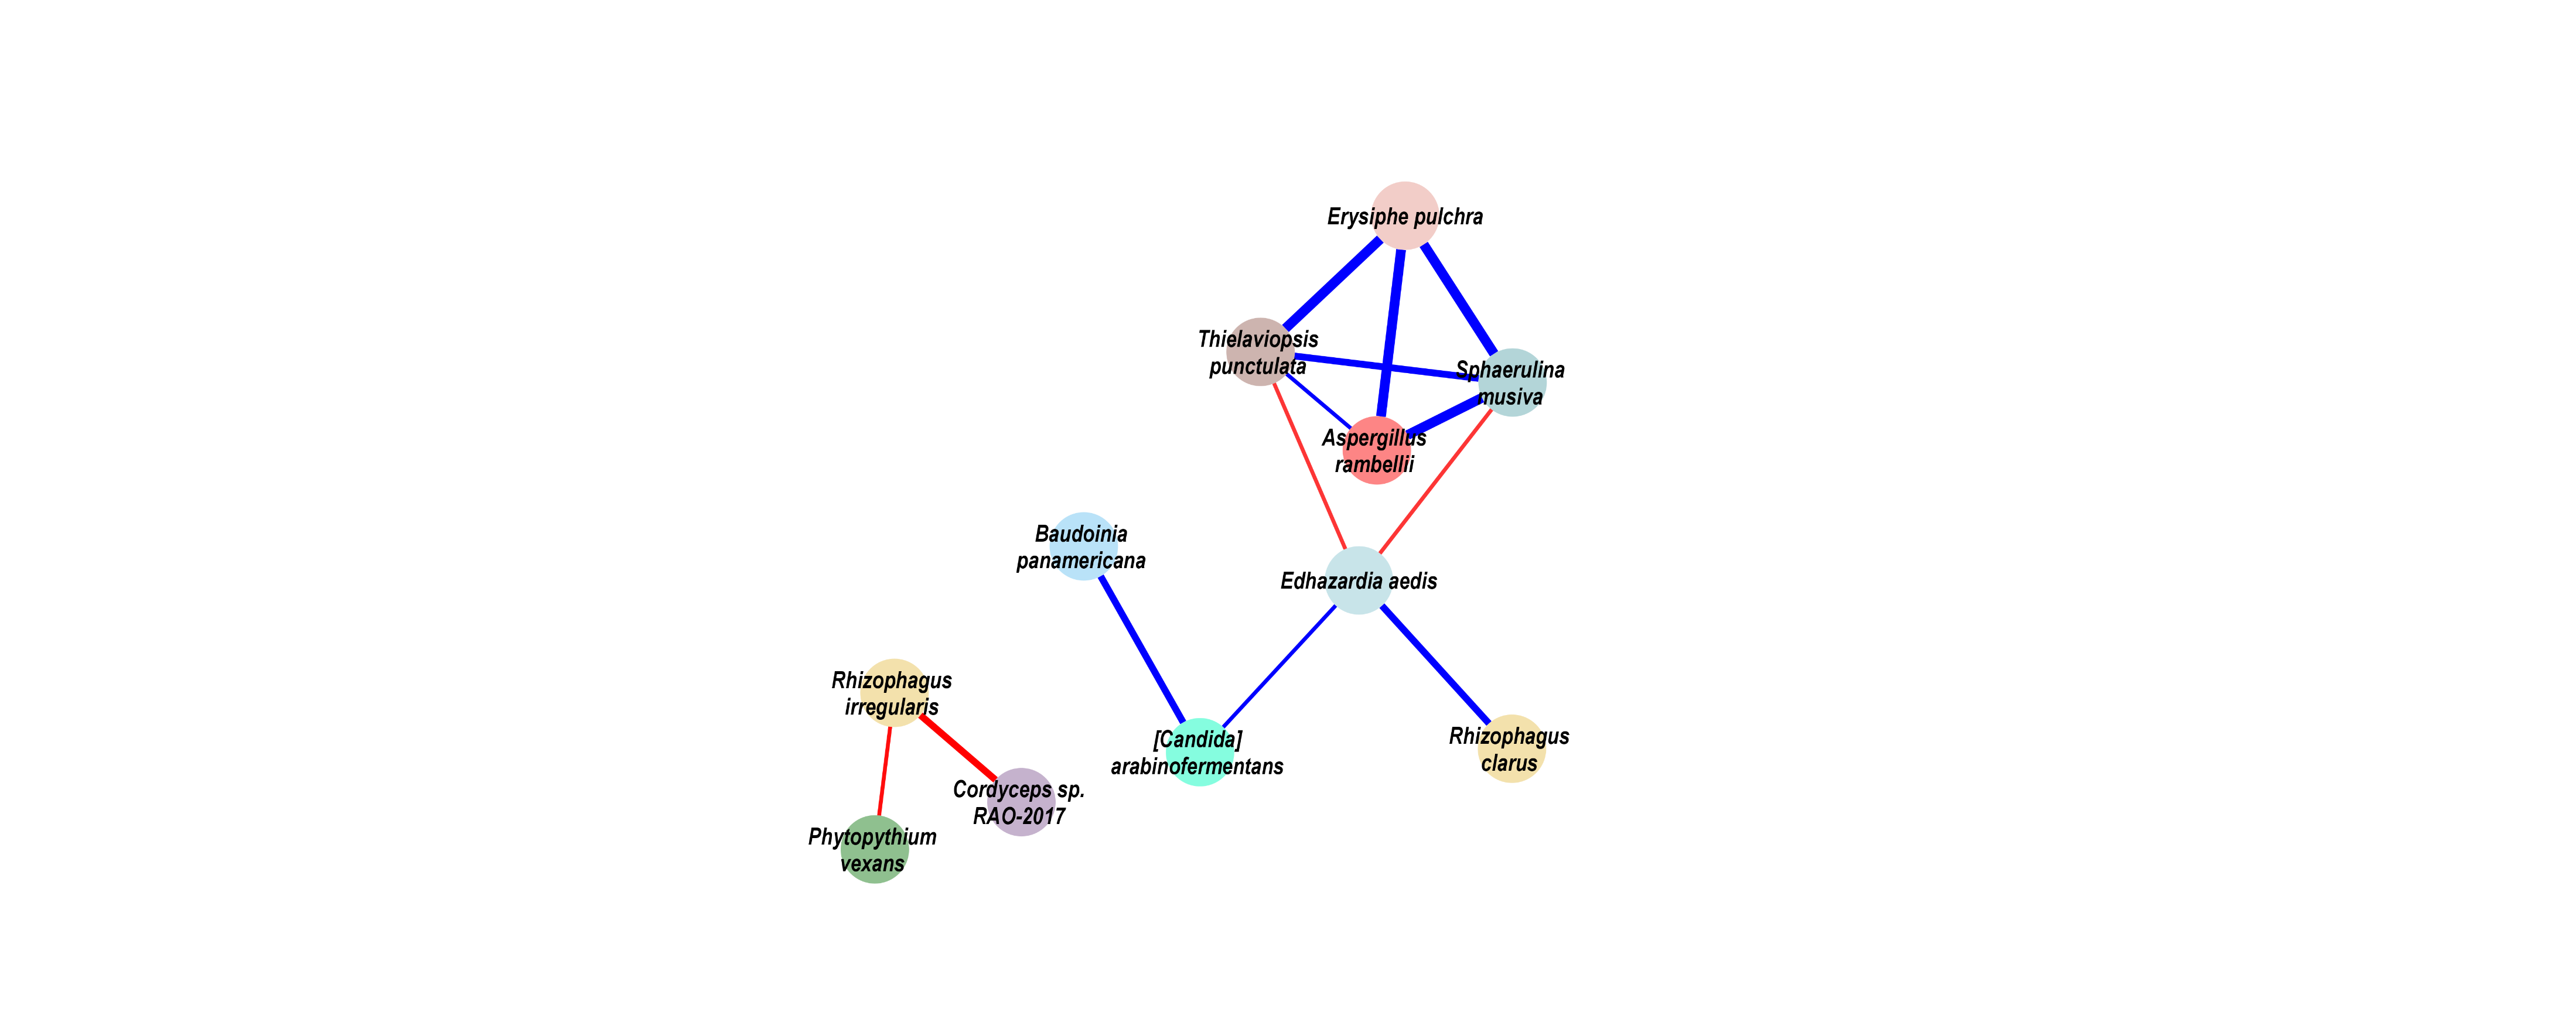 Erysiphe pulchra
Thielaviopsis
punctulata
Sphaerulina
musiva
Aspergillus
rambellii
Baudoinia
panamericana
Edhazardia aedis
Rhizophagus
irregularis
[Candida]
arabinofermentans
Rhizophagus
clarus
Cordyceps sp.
RAO-2017
Phytopythium
vexans